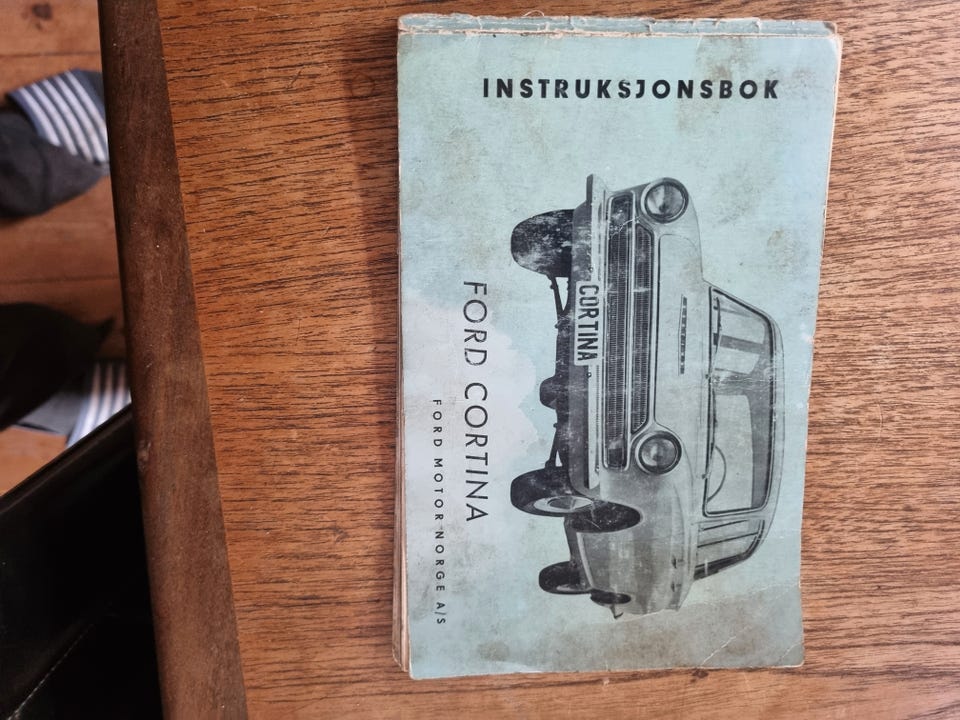 INSTRUKSJONSBOK
CORTINA
FORD CORTINA
FORD MOTOR NORGE A/S